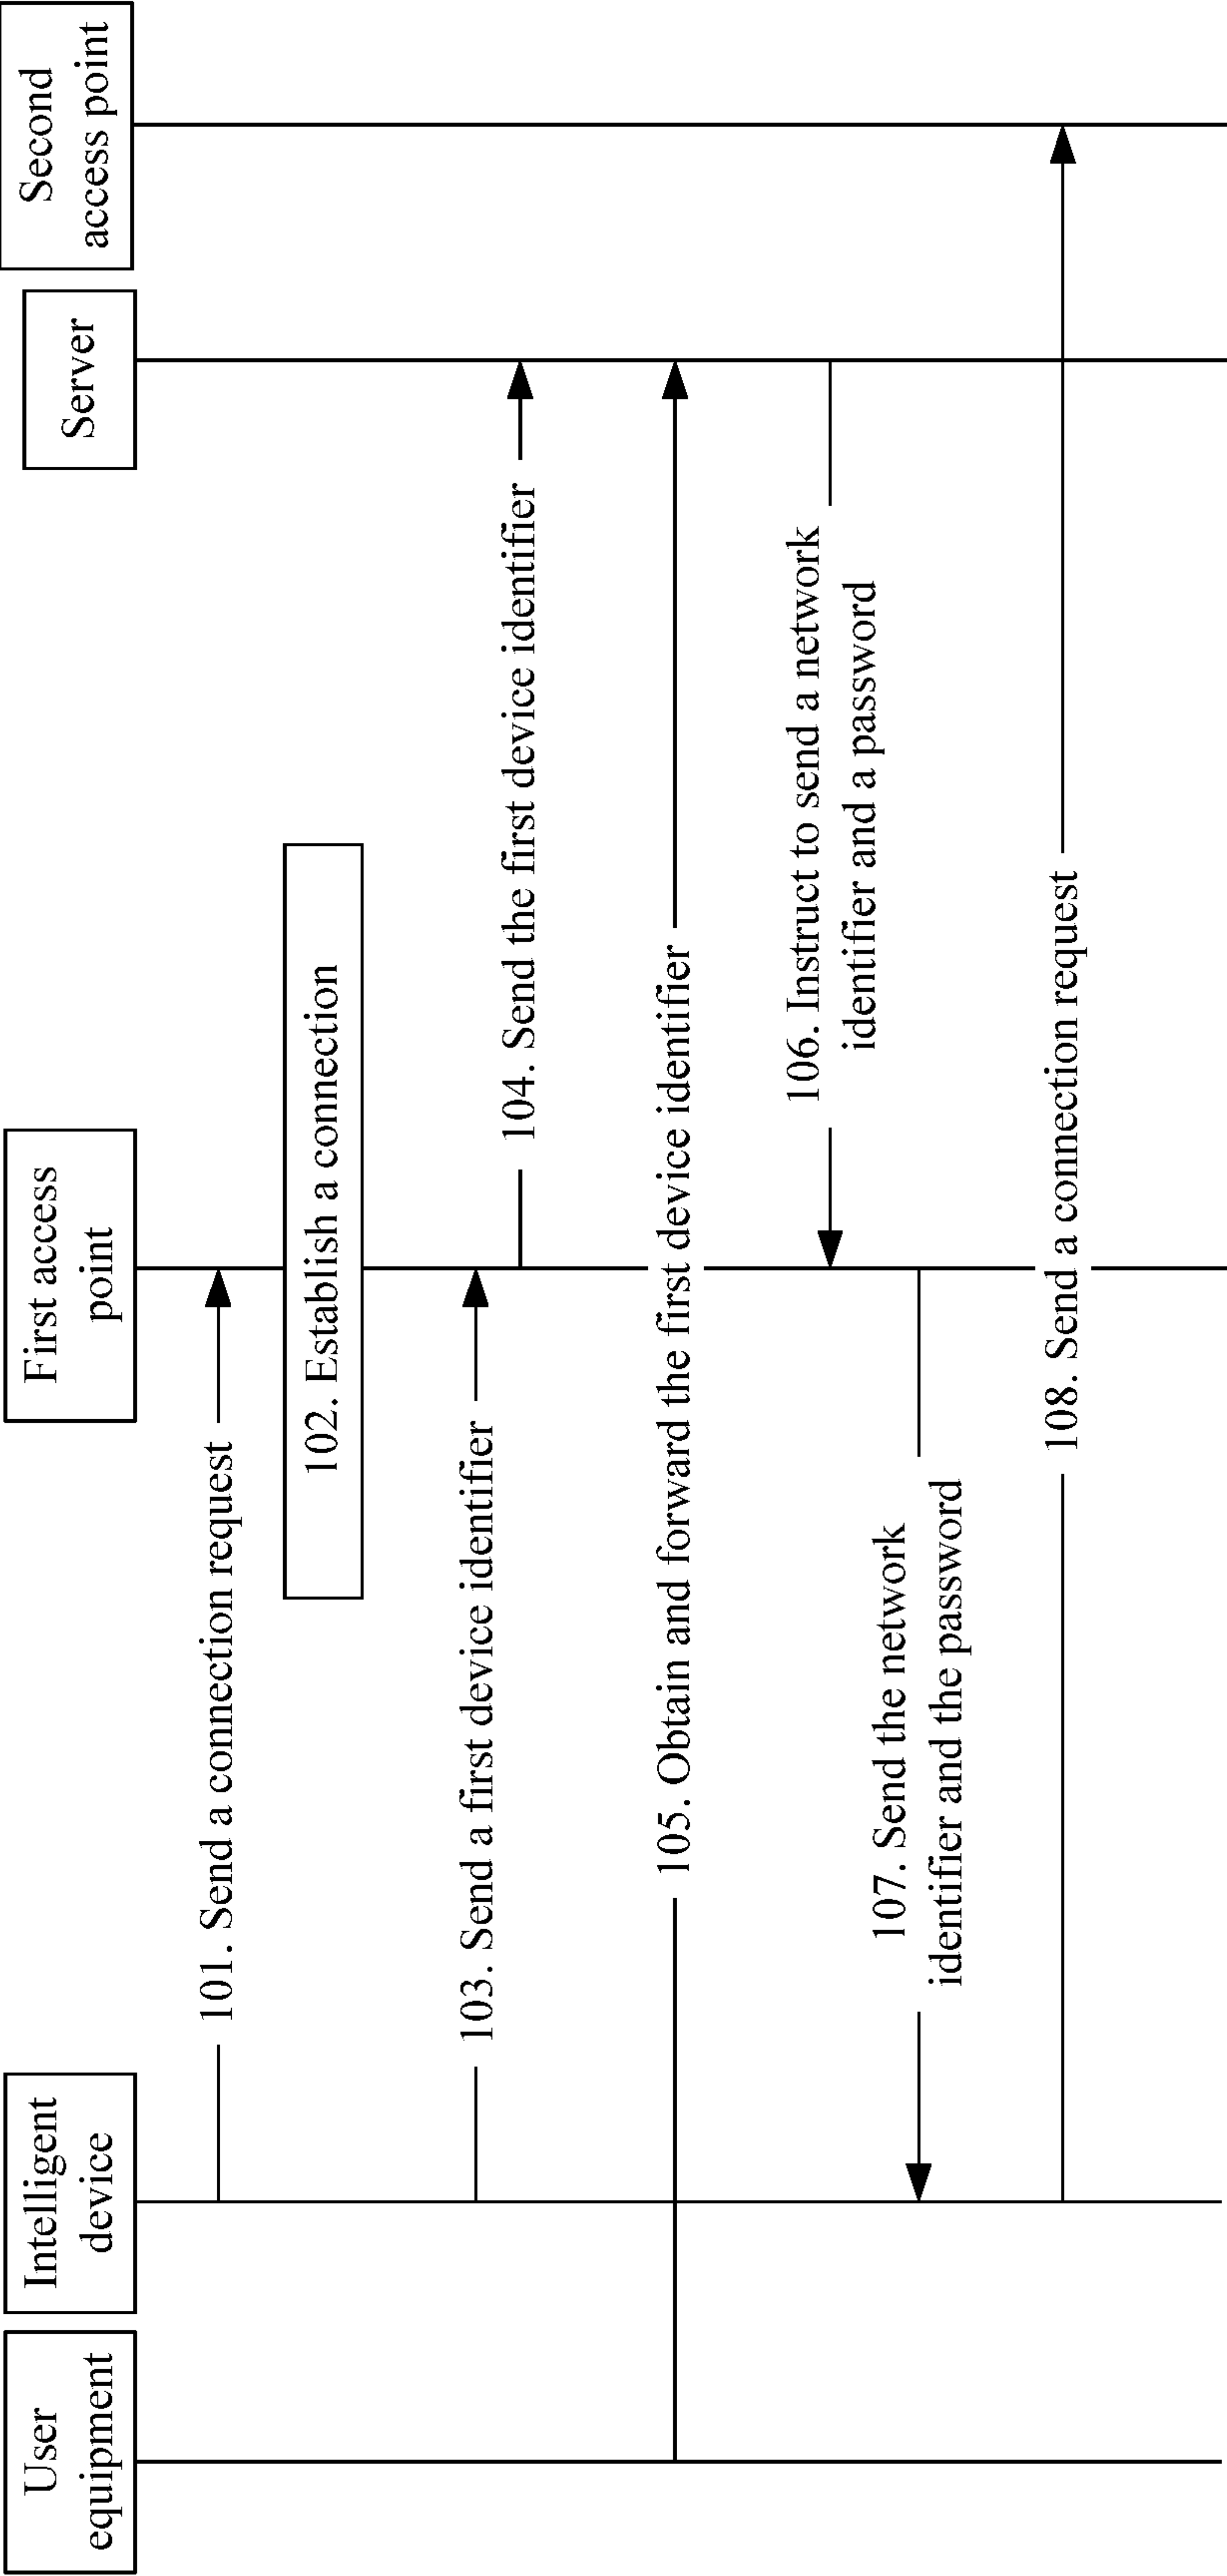 User
equipment
Intelligent
device
First access
point
Server
Second
access point
101. Send a connection request
102. Establish a connection
103. Send a first device identifier
104. Send the first device identifier
105. Obtain and forward the first device identifier
106. Instruct to send a network
identifier and a password
107. Send the network
identifier and the password
108. Send a connection request